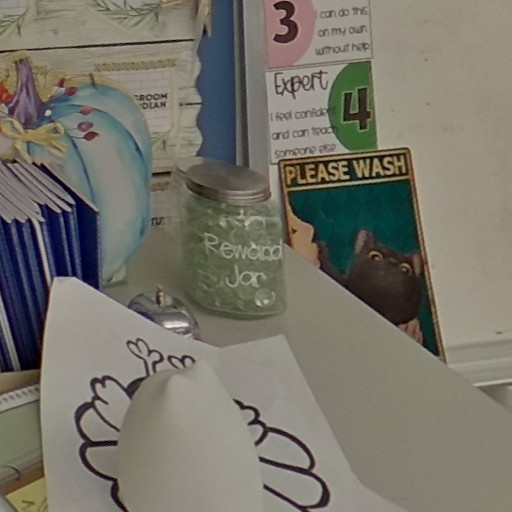 3
I can do this
on my own
without help
Expert
4
I feel confident
and can teach
someone else
ROOM
DIAN
PLEASE WASH
Reward
Jar